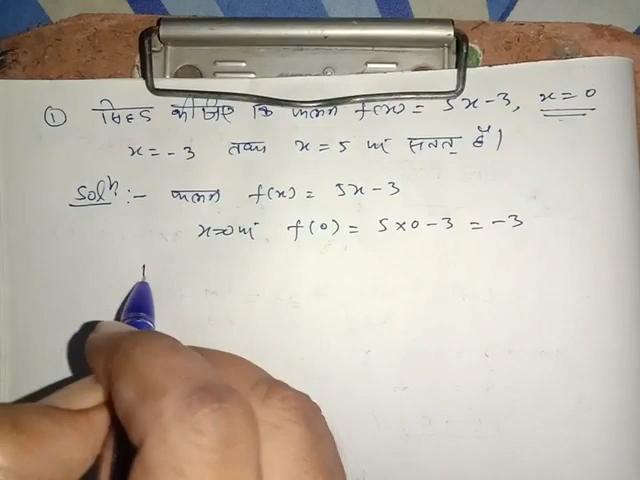 ① सिद्ध कीजिए कि फलन f(x) = 5x-3, x=0
x=-3 तथा x=5 पर सतत् है।
Solⁿ:- फलन f(x) = 5x-3
x=0 पर f(0) = 5×0-3 = -3